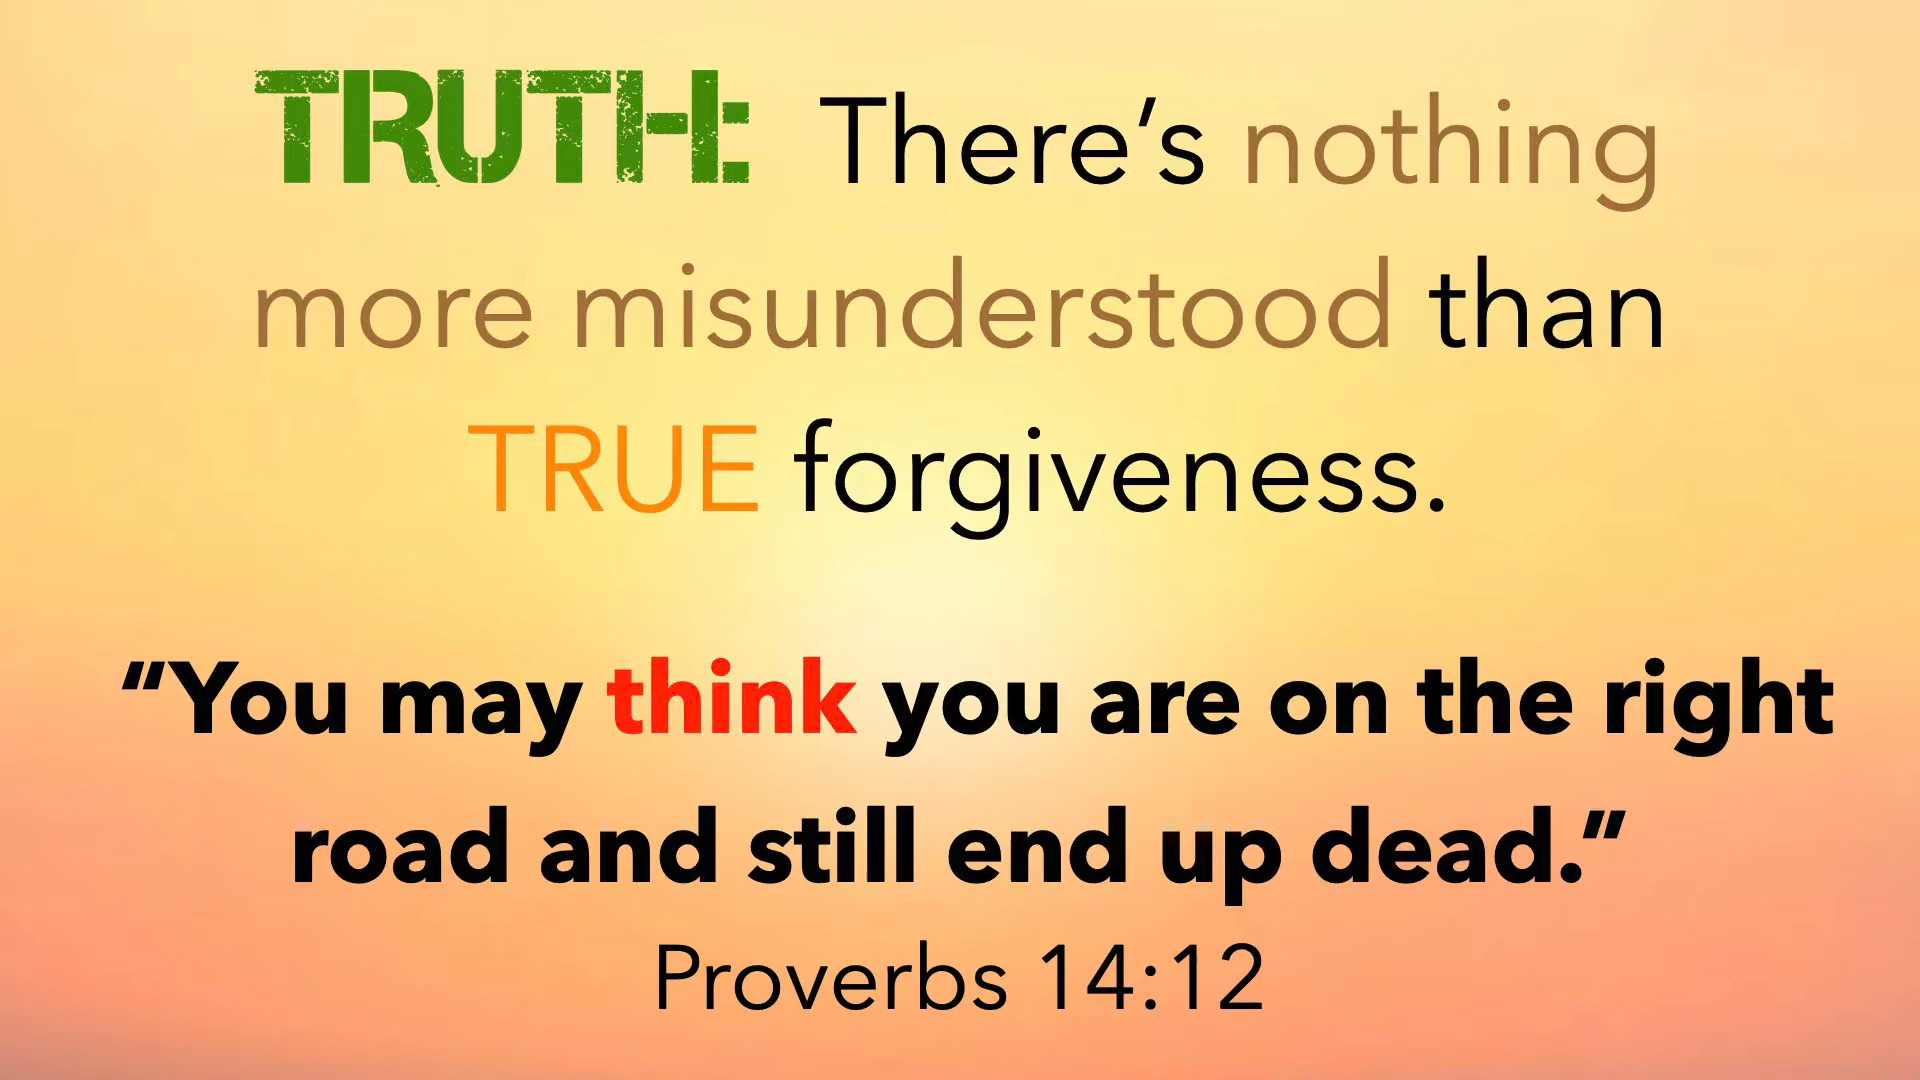 TRUTH: There’s nothing
more misunderstood than
TRUE forgiveness.
“You may think you are on the right
road and still end up dead.”
Proverbs 14:12